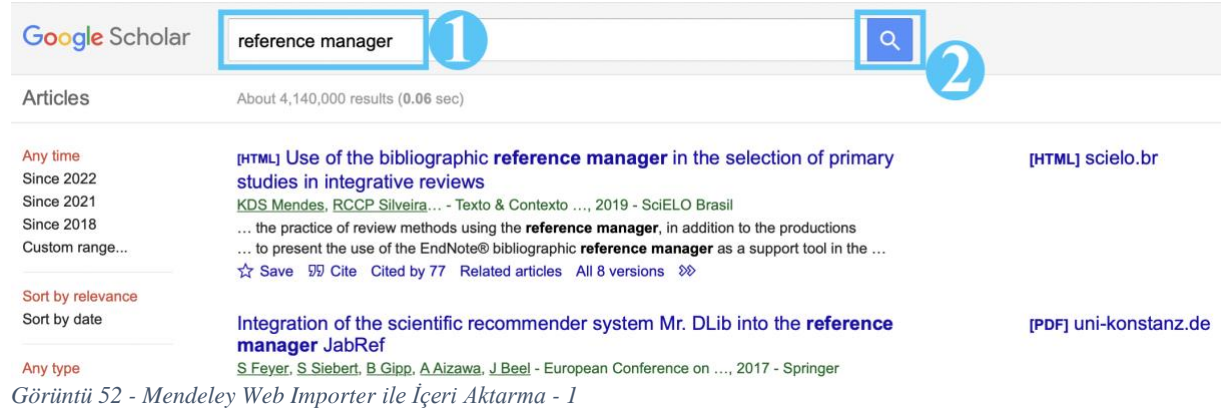 Google Scholar
reference manager
1
2
Articles
About 4,140,000 results (0.06 sec)
Any time
Since 2022
Since 2021
Since 2018
Custom range...
Sort by relevance
Sort by date
Any type
[HTML] Use of the bibliographic reference manager in the selection of primary
studies in integrative reviews
KDS Mendes, RCCP Silveira… - Texto & Contexto …, 2019 - SciELO Brasil
… the practice of review methods using the reference manager, in addition to the productions
… to present the use of the EndNote® bibliographic reference manager as a support tool in the …
Save Cite Cited by 77 Related articles All 8 versions
[HTML] scielo.br
Integration of the scientific recommender system Mr. DLib into the reference
manager JabRef
S Feyer, S Siebert, B Gipp, A Aizawa, J Beel - European Conference on …, 2017 - Springer
[PDF] uni-konstanz.de
Görüntü 52 - Mendeley Web Importer ile İçeri Aktarma - 1